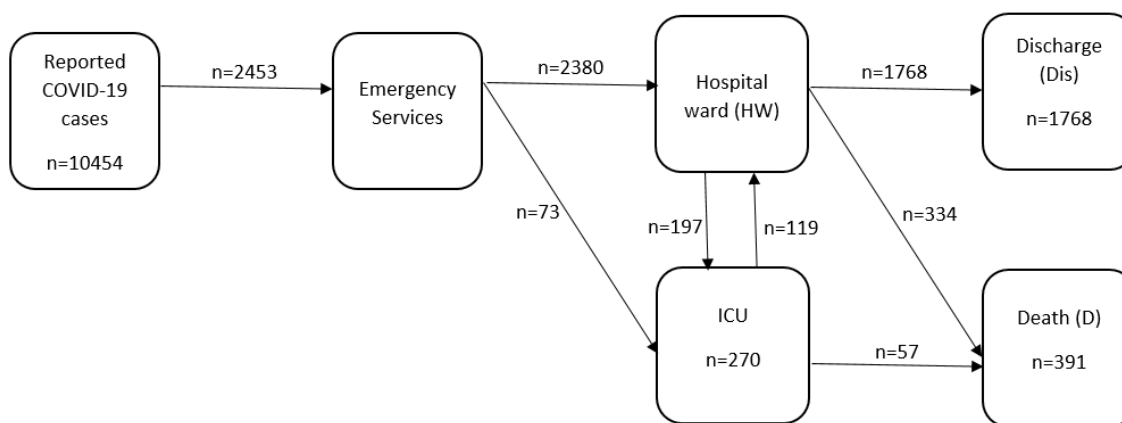 Reported
COVID-19
cases
n=10454
n=2453
Emergency
Services
n=2380
n=73
Hospital
ward (HW)
n=197
n=119
ICU
n=270
n=1768
n=334
n=57
Discharge
(Dis)
n=1768
Death (D)
n=391